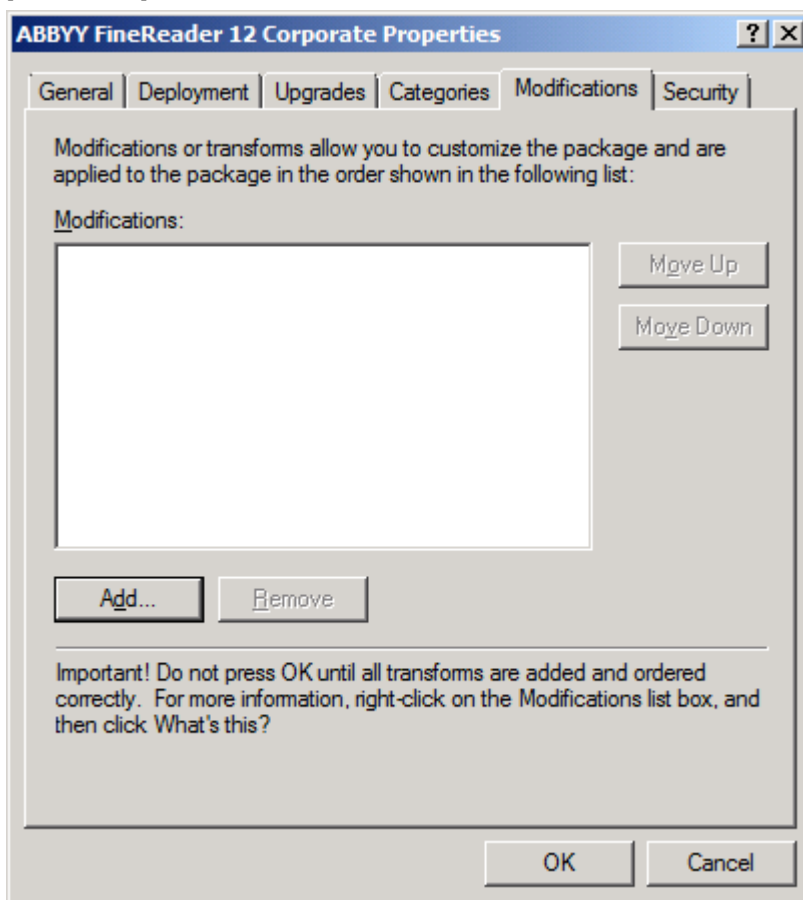 ABBYY FineReader 12 Corporate Properties
General Deployment Upgrades Categories Modifications Security
Modifications or transforms allow you to customize the package and are
applied to the package in the order shown in the following list:
Modifications:
Move Up
Move Down
Add... Remove
Important! Do not press OK until all transforms are added and ordered
correctly. For more information, right-click on the Modifications list box, and
then click What's this?
OK Cancel